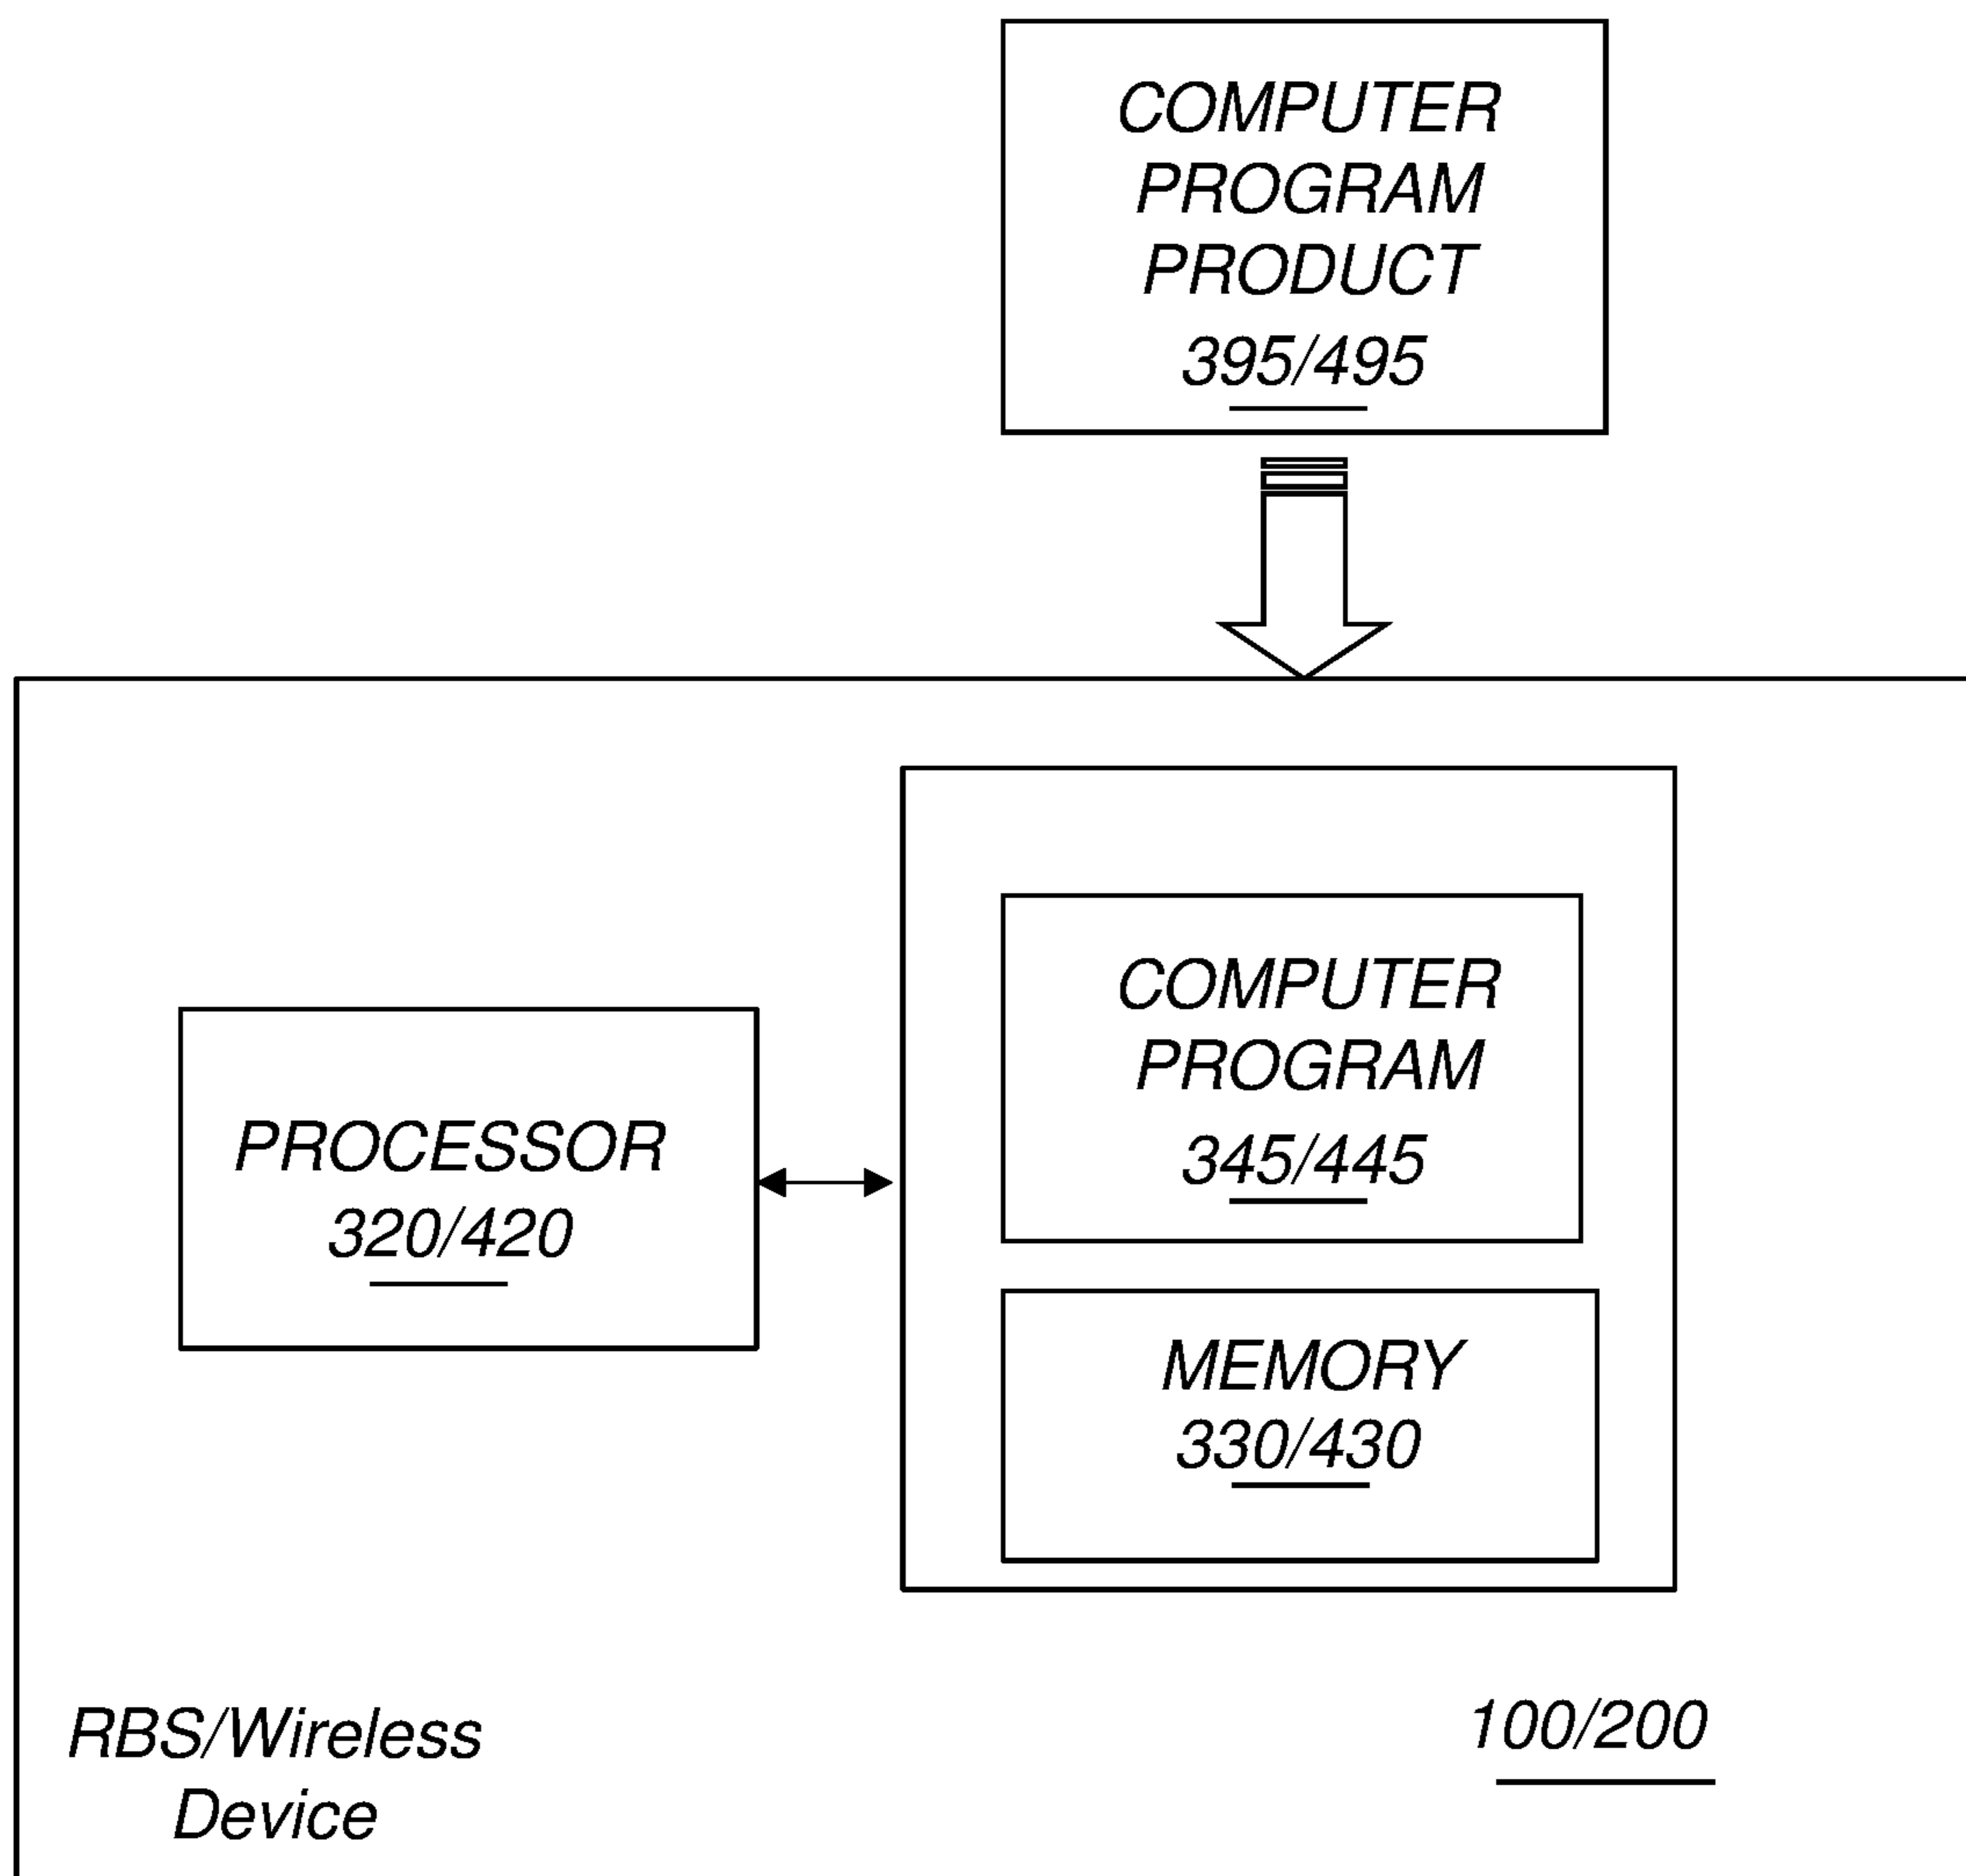 COMPUTER
PROGRAM
PRODUCT
395/495
COMPUTER
PROGRAM
345/445
PROCESSOR
320/420
MEMORY
330/430
RBS/Wireless
Device
100/200